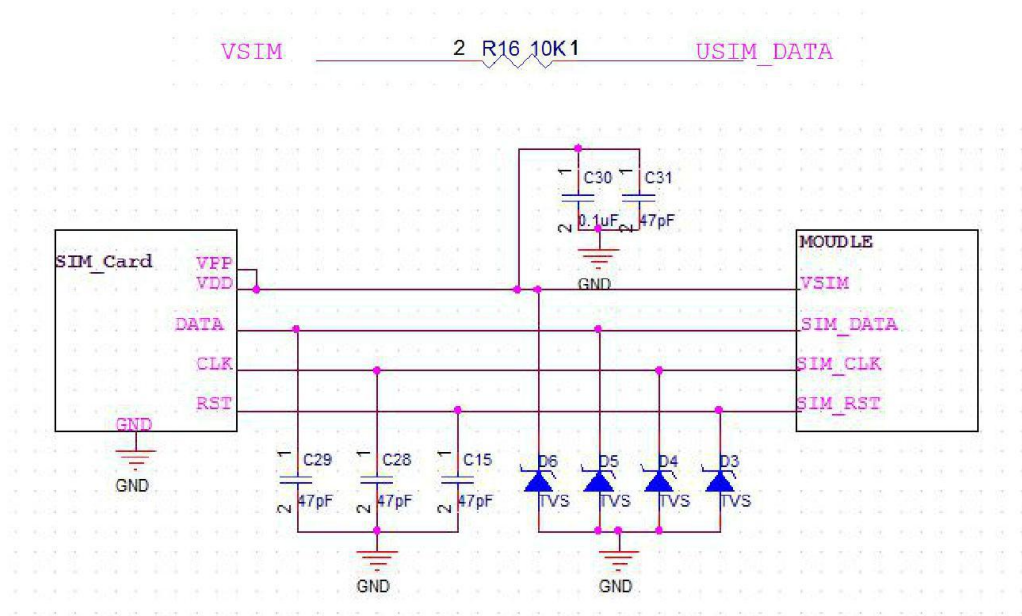 VSIM 2 R16 10K 1 USIM_DATA
1 C30 1 C31
2 0.1uF 2 47pF
GND
SIM_Card
VPP
VDD
DATA
CLK
RST
GND
GND
MOUDLE
VSIM
SIM_DATA
SIM_CLK
SIM_RST
1 C29 1 C28 1 C15
2 47pF 2 47pF 2 47pF
GND
D6 D5 D4 D3
TVS TVS TVS TVS
GND